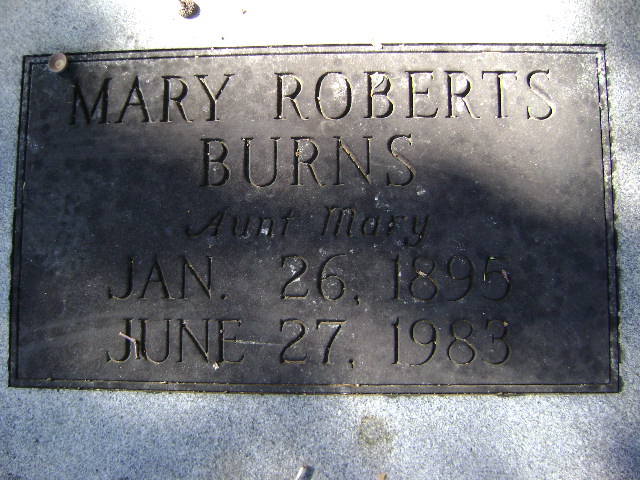 MARY ROBERTS
BURNS
Aunt Mary
JAN. 26, 1895
JUNE 27, 1983